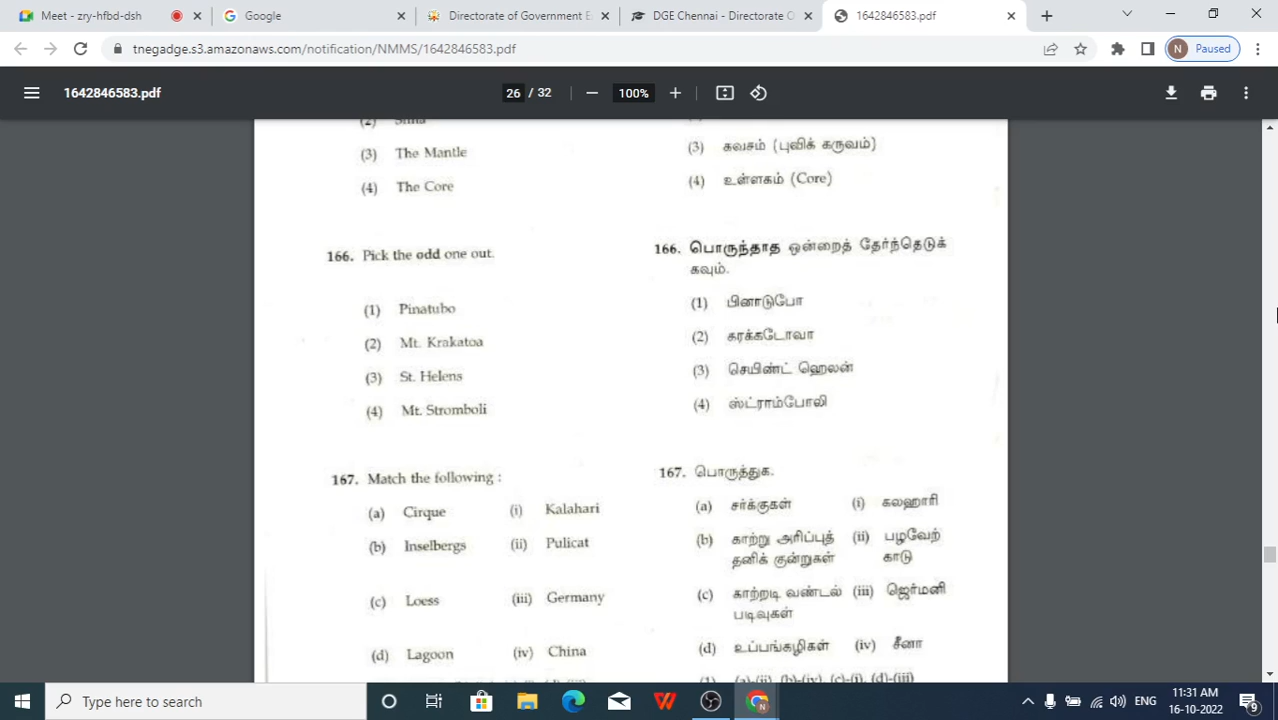 Meet - zry-hfbd-dsh
Google
Directorate of Government E
DGE Chennai - Directorate O
1642846583.pdf
tnegadge.s3.amazonaws.com/notification/NMMS/1642846583.pdf
N Paused
1642846583.pdf
26 / 32
100%
(3) The Mantle
(4) The Core
166. Pick the odd one out.
(1) Pinatubo
(2) Mt. Krakatoa
(3) St. Helens
(4) Mt. Stromboli
167. Match the following :
(a) Cirque (i) Kalahari
(b) Inselbergs (ii) Pulicat
(c) Loess (iii) Germany
(d) Lagoon (iv) China
(3) கவசம் (புவிக் கருவம்)
(4) உள்ளகம் (Core)
166. பொருந்தாத ஒன்றைத் தேர்ந்தெடுக்
கவும்.
(1) பினாடுபோ
(2) கரக்கடோவா
(3) செயிண்ட் ஹெலன்
(4) ஸ்ட்ராம்போலி
167. பொருத்துக.
(a) சர்க்குகள் (i) கலஹாரி
(b) காற்று அரிப்புத் (ii) பழவேற்
தனிக் குன்றுகள் காடு
(c) காற்றடி வண்டல் (iii) ஜெர்மனி
படிவுகள்
(d) உப்பங்கழிகள் (iv) சீனா
(1) (a)-(ii), (b)-(iv), (c)-(i), (d)-(iii)
Type here to search
N
ENG
11:31 AM
16-10-2022
9